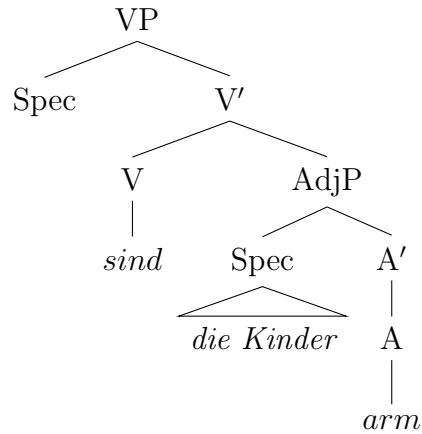 VP
Spec V′
V AdjP
sind Spec A′
die Kinder A
arm